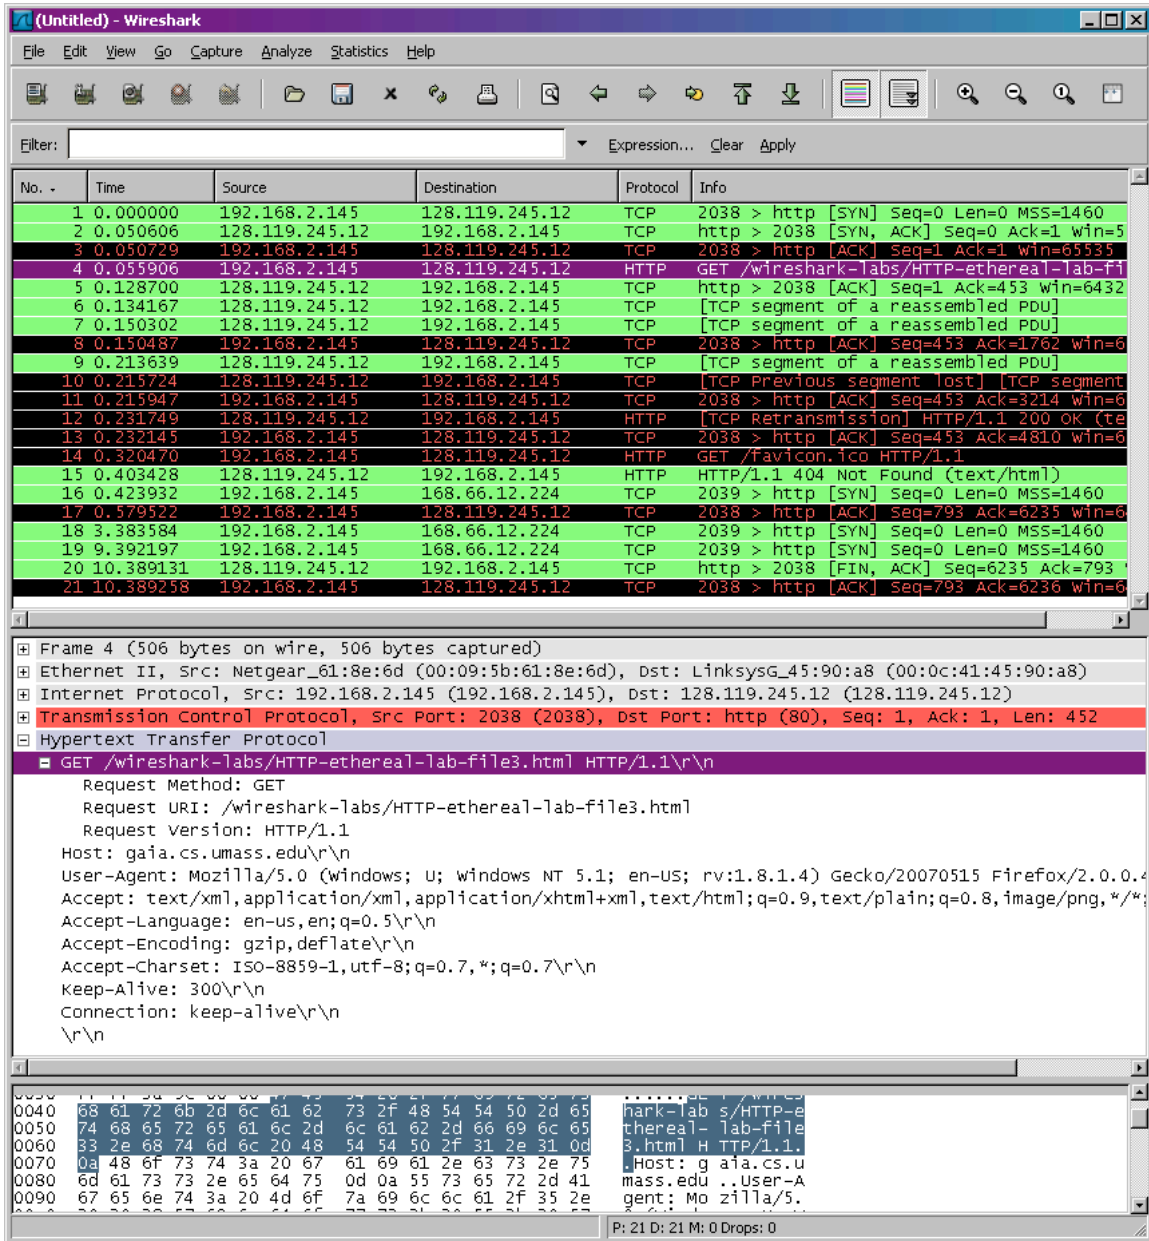 (Untitled) - Wireshark
File Edit View Go Capture Analyze Statistics Help
Filter: Expression... Clear Apply
No. - Time Source Destination Protocol Info
1 0.000000 192.168.2.145 128.119.245.12 TCP 2038 > http [SYN] Seq=0 Len=0 MSS=1460
2 0.050606 128.119.245.12 192.168.2.145 TCP http > 2038 [SYN, ACK] Seq=0 Ack=1 Win=5
3 0.050729 192.168.2.145 128.119.245.12 TCP 2038 > http [ACK] Seq=1 Ack=1 Win=65535
4 0.055906 192.168.2.145 128.119.245.12 HTTP GET /wireshark-labs/HTTP-ethereal-lab-fi
5 0.128700 128.119.245.12 192.168.2.145 TCP http > 2038 [ACK] Seq=1 Ack=453 Win=6432
6 0.134167 128.119.245.12 192.168.2.145 TCP [TCP segment of a reassembled PDU]
7 0.150302 128.119.245.12 192.168.2.145 TCP [TCP segment of a reassembled PDU]
8 0.150487 192.168.2.145 128.119.245.12 TCP 2038 > http [ACK] Seq=453 Ack=1762 Win=6
9 0.213639 128.119.245.12 192.168.2.145 TCP [TCP segment of a reassembled PDU]
10 0.215724 128.119.245.12 192.168.2.145 TCP [TCP Previous segment lost] [TCP segment
11 0.215947 192.168.2.145 128.119.245.12 TCP 2038 > http [ACK] Seq=453 Ack=3214 Win=6
12 0.231749 128.119.245.12 192.168.2.145 HTTP [TCP Retransmission] HTTP/1.1 200 OK (te
13 0.232145 192.168.2.145 128.119.245.12 TCP 2038 > http [ACK] Seq=453 Ack=4810 Win=6
14 0.320470 192.168.2.145 128.119.245.12 HTTP GET /favicon.ico HTTP/1.1
15 0.403428 128.119.245.12 192.168.2.145 HTTP HTTP/1.1 404 Not Found (text/html)
16 0.423932 192.168.2.145 168.66.12.224 TCP 2039 > http [SYN] Seq=0 Len=0 MSS=1460
17 0.579522 192.168.2.145 128.119.245.12 TCP 2038 > http [ACK] Seq=793 Ack=6235 Win=6
18 3.383584 192.168.2.145 168.66.12.224 TCP 2039 > http [SYN] Seq=0 Len=0 MSS=1460
19 9.392197 192.168.2.145 168.66.12.224 TCP 2039 > http [SYN] Seq=0 Len=0 MSS=1460
20 10.389131 128.119.245.12 192.168.2.145 TCP http > 2038 [FIN, ACK] Seq=6235 Ack=793
21 10.389258 192.168.2.145 128.119.245.12 TCP 2038 > http [ACK] Seq=793 Ack=6236 Win=6
Frame 4 (506 bytes on wire, 506 bytes captured)
Ethernet II, Src: Netgear_61:8e:6d (00:09:5b:61:8e:6d), Dst: LinksysG_45:90:a8 (00:0c:41:45:90:a8)
Internet Protocol, Src: 192.168.2.145 (192.168.2.145), Dst: 128.119.245.12 (128.119.245.12)
Transmission Control Protocol, Src Port: 2038 (2038), Dst Port: http (80), Seq: 1, Ack: 1, Len: 452
Hypertext Transfer Protocol
GET /wireshark-labs/HTTP-ethereal-lab-file3.html HTTP/1.1\r\n
Request Method: GET
Request URI: /wireshark-labs/HTTP-ethereal-lab-file3.html
Request Version: HTTP/1.1
Host: gaia.cs.umass.edu\r\n
User-Agent: Mozilla/5.0 (Windows; U; Windows NT 5.1; en-US; rv:1.8.1.4) Gecko/20070515 Firefox/2.0.0.4
Accept: text/xml,application/xml,application/xhtml+xml,text/html;q=0.9,text/plain;q=0.8,image/png,*/*;
Accept-Language: en-us,en;q=0.5\r\n
Accept-Encoding: gzip,deflate\r\n
Accept-Charset: ISO-8859-1,utf-8;q=0.7,*;q=0.7\r\n
Keep-Alive: 300\r\n
Connection: keep-alive\r\n
\r\n
0040 68 61 72 6b 2d 6c 61 62 73 2f 48 54 54 50 2d 65 hark-lab s/HTTP-e
0050 74 68 65 72 65 61 6c 2d 6c 61 62 2d 66 69 6c 65 thereal- lab-file
0060 33 2e 68 74 6d 6c 20 48 54 54 50 2f 31 2e 31 0d 3.html H TTP/1.1.
0070 0a 48 6f 73 74 3a 20 67 61 69 61 2e 63 73 2e 75 .Host: g aia.cs.u
0080 6d 61 73 73 2e 65 64 75 0d 0a 55 73 65 72 2d 41 mass.edu ..User-A
0090 67 65 6e 74 3a 20 4d 6f 7a 69 6c 6c 61 2f 35 2e gent: Mo zilla/5.
P: 21 D: 21 M: 0 Drops: 0